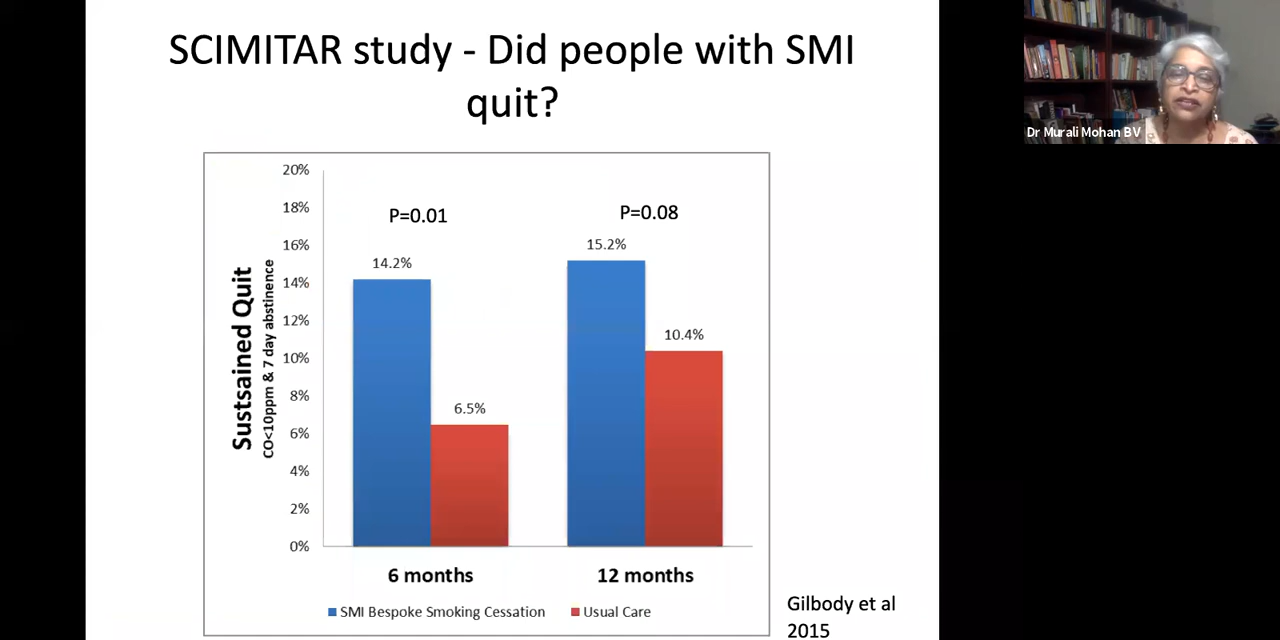 SCIMITAR study - Did people with SMI
quit?
Dr Murali Mohan BV
20%
18%
16%
14%
12%
10%
8%
6%
4%
2%
0%
Sustsained Quit
CO<10ppm & 7 day abstinence
P=0.01
P=0.08
14.2%
6.5%
15.2%
10.4%
6 months
12 months
SMI Bespoke Smoking Cessation
Usual Care
Gilbody et al
2015